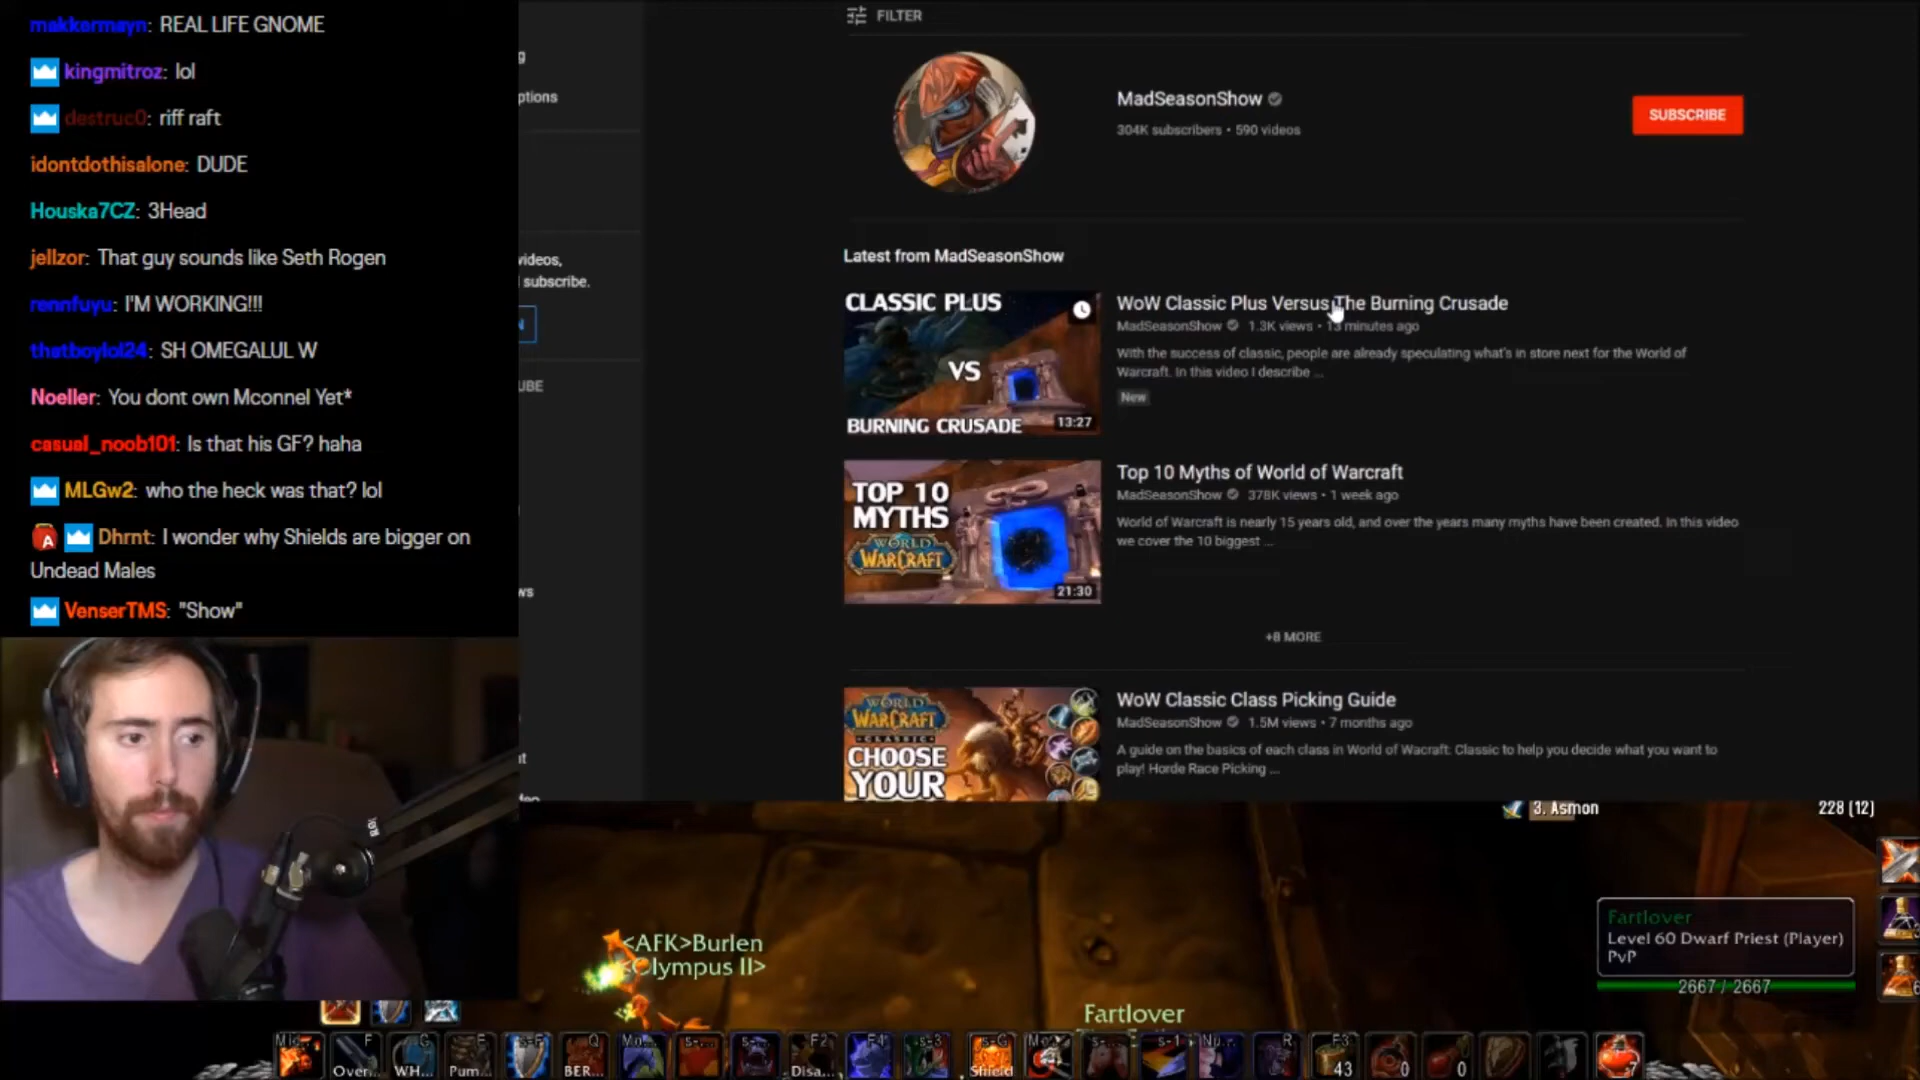 makkermayn: REAL LIFE GNOME
kingmitroz: lol
destruc0: riff raft
idontdothisalone: DUDE
Houska7CZ: 3Head
jellzor: That guy sounds like Seth Rogen
rennfuyu: I'M WORKING!!!
thatboylol24: SH OMEGALUL W
Noeller: You dont own Mconnel Yet*
casual_noob101: Is that his GF? haha
MLGw2: who the heck was that? lol
Dhrnt: I wonder why Shields are bigger on
Undead Males
VenserTMS: "Show"
ptions
videos,
subscribe.
UBE
ws
FILTER
MadSeasonShow
304K subscribers • 590 videos
SUBSCRIBE
Latest from MadSeasonShow
CLASSIC PLUS
VS
BURNING CRUSADE
13:27
WoW Classic Plus Versus The Burning Crusade
MadSeasonShow 1.3K views • 13 minutes ago
With the success of classic, people are already speculating what's in store next for the World of
Warcraft. In this video I describe ...
New
TOP 10
MYTHS
WORLD
WARCRAFT
21:30
Top 10 Myths of World of Warcraft
MadSeasonShow 378K views • 1 week ago
World of Warcraft is nearly 15 years old, and over the years many myths have been created. In this video
we cover the 10 biggest ...
+8 MORE
WORLD
WARCRAFT
CLASSIC
CHOOSE
YOUR
WoW Classic Class Picking Guide
MadSeasonShow 1.5M views • 7 months ago
A guide on the basics of each class in World of Wacraft: Classic to help you decide what you want to
play! Horde Race Picking ...
3. Asmon 228 (12)
<AFK>Burlen
<Olympus II>
Fartlover
Fartlover
Level 60 Dwarf Priest (Player)
PvP
2667 / 2667
F G E s-F Q Mo... s-... s-... F2 F4 s-3 s-G Mo... s-... s-1 Nu... R F3
Over... WH... Pum... BER... Disa... Shield 43 0 0 s7